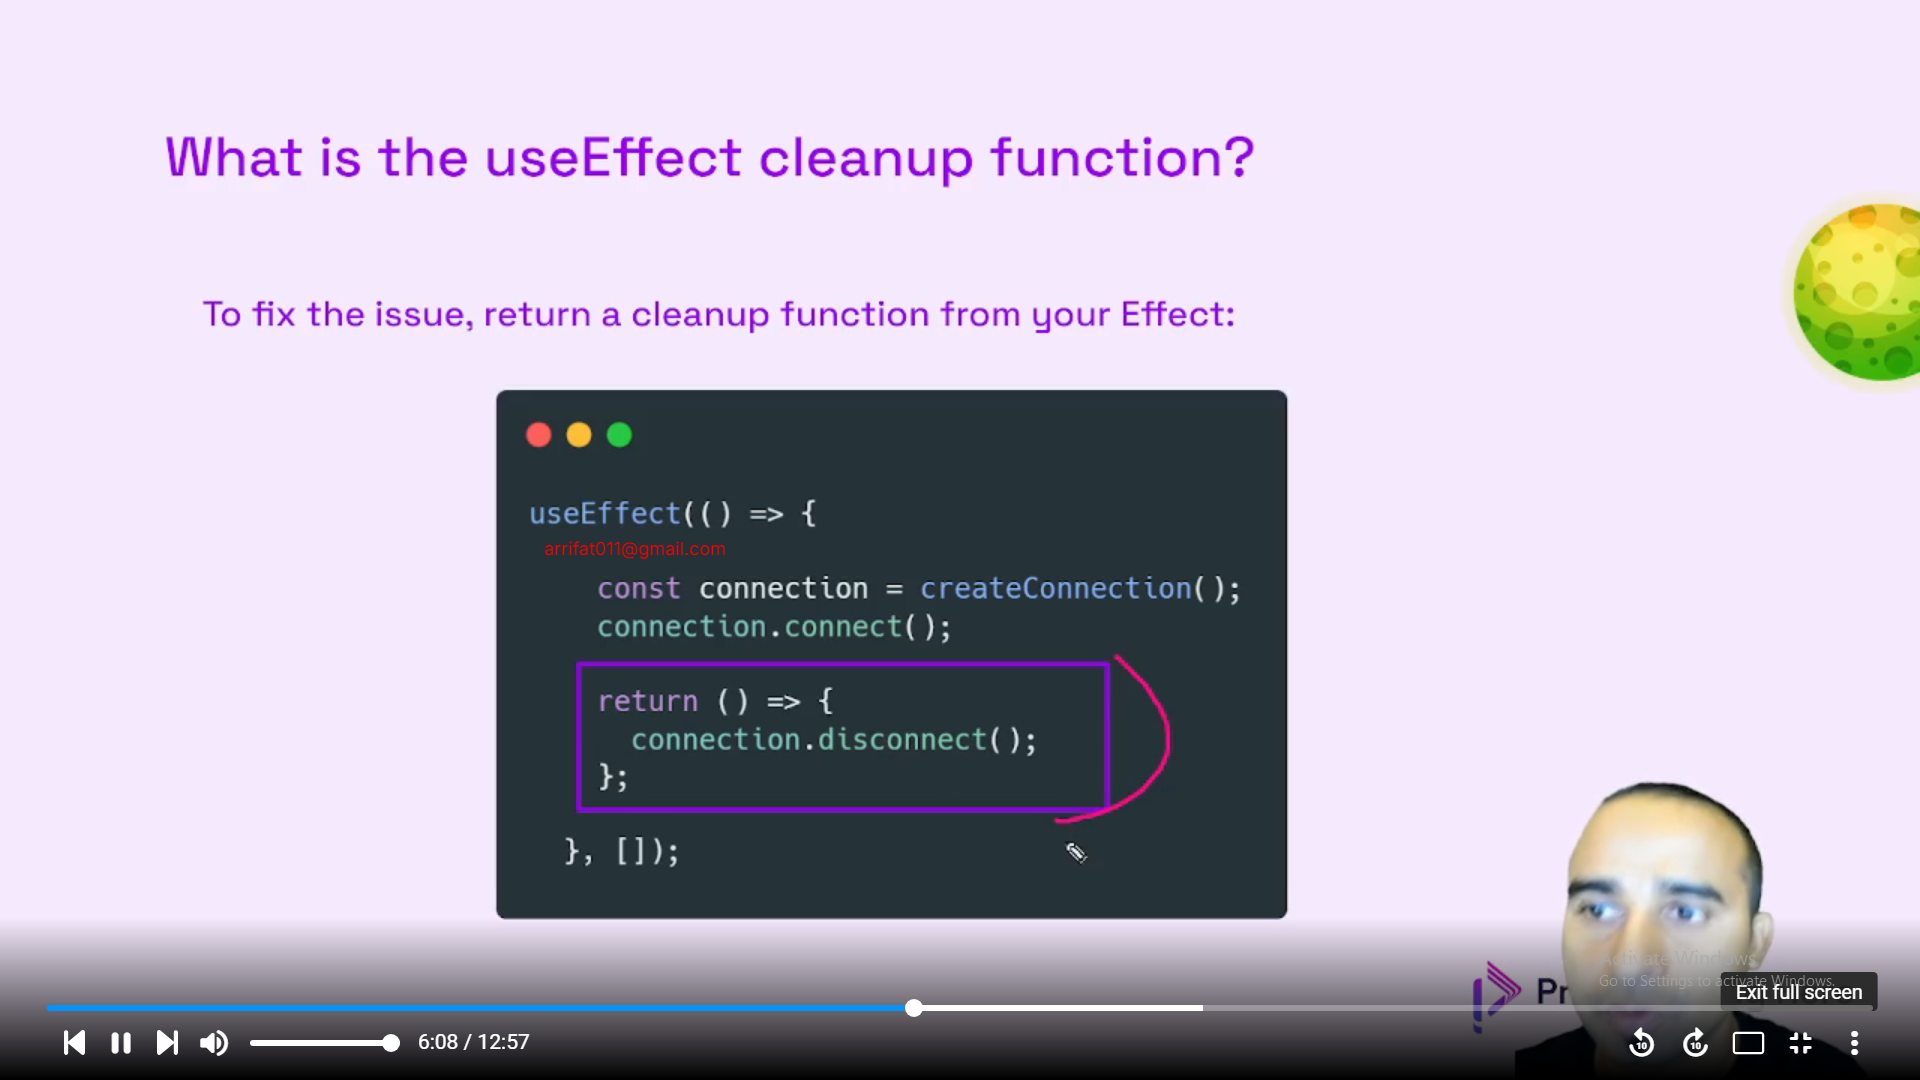 What is the useEffect cleanup function?
To fix the issue, return a cleanup function from your Effect:
useEffect(() => {
arrifat011@gmail.com
const connection = createConnection();
connection.connect();
return () => {
connection.disconnect();
};
}, []);
Activate Windows
Go to Settings to activate Windows.
Pr
Exit full screen
6:08 / 12:57
10
10